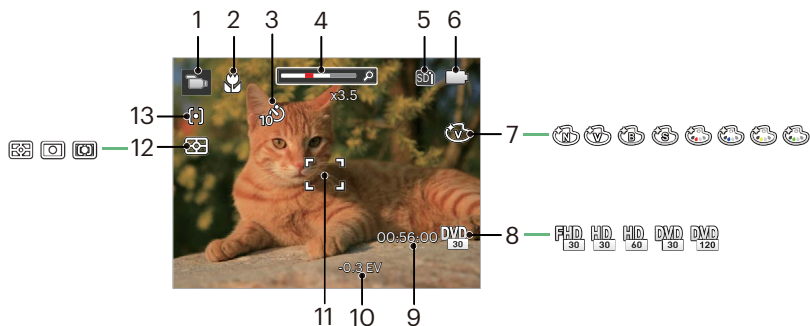 1 2 3 4 5 6
SD
x3.5
10
13
V
7
N V B S
12
DVD
30
8
FHD 30 HD 30 HD 60 DVD 30 DVD 120
00:56:00
-0.3 EV
11 10 9